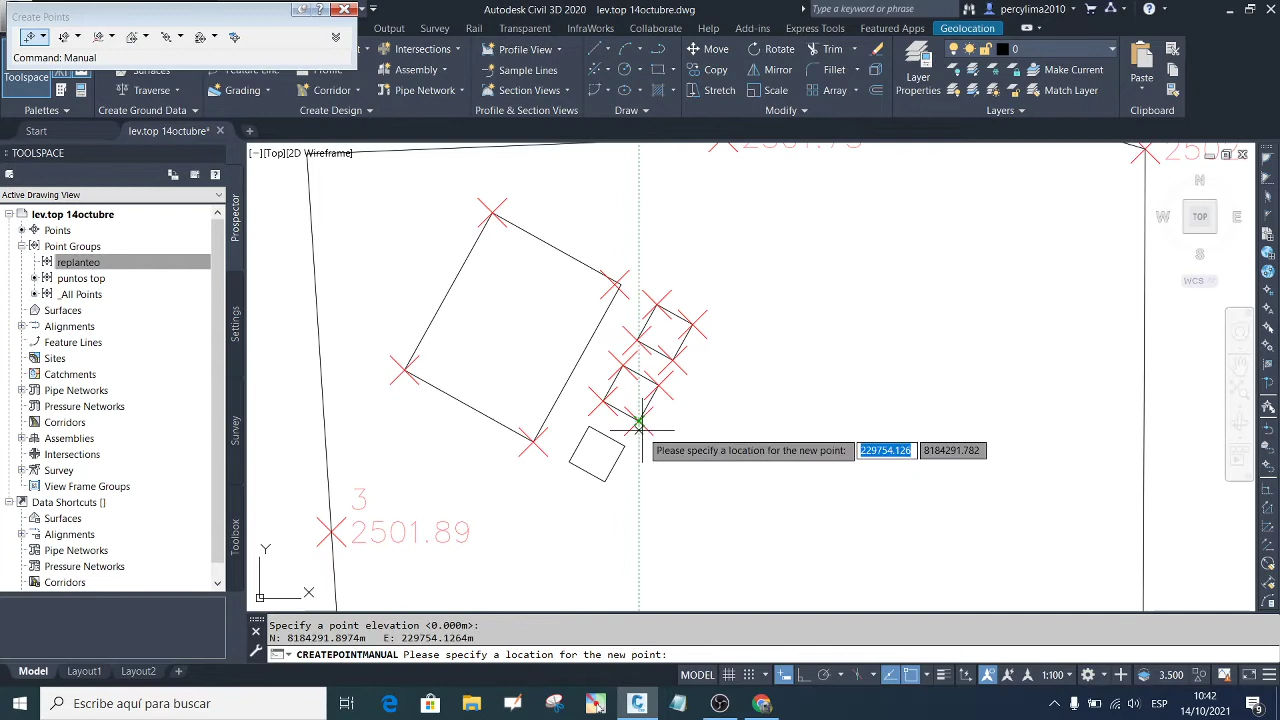 Create Points
Command: Manual
Autodesk Civil 3D 2020 lev.top 14octubre.dwg
Type a keyword or phrase
percylima2010
Output
Survey
Transparent
InfraWorks
Collaborate
Help
Add-ins
Express Tools
Geolocation
Toolspace
Surfaces
Traverse
Feature Line
Grading
Intersections
Assembly
Profile
Pipe Network
Profile View
Sample Lines
Section Views
Move
Rotate
Trim
Copy
Mirror
Fillet
Stretch
Scale
Array
Layer
Properties
0
Make Current
Match Layer
Paste
Palettes
Create Ground Data
Create Design
Profile & Section Views
Draw
Modify
Layers
Clipboard
Start
lev.top 14octubre*
TOOLSPACE
Active Drawing View
lev.top 14octubre
Points
Point Groups
replanteo
puntos top
_All Points
Surfaces
Alignments
Feature Lines
Sites
Catchments
Pipe Networks
Pressure Networks
Corridors
Assemblies
Intersections
Survey
View Frame Groups
Data Shortcuts []
Surfaces
Alignments
Pipe Networks
Pressure Networks
Corridors
Prospector
Settings
Survey
Toolbox
[−][Top][2D Wireframe]
N
W
TOP
E
S
WCS
3
2501.89
Please specify a location for the new point:
229754.126
8184291.782
Y
X
Specify a point elevation <0.000m>:
N: 8184291.8974m E: 229754.1264m
CREATEPOINTMANUAL Please specify a location for the new point:
Model
Layout1
Layout2
MODEL
1:100
3.500
Escribe aquí para buscar
ESP
10:42
14/10/2021